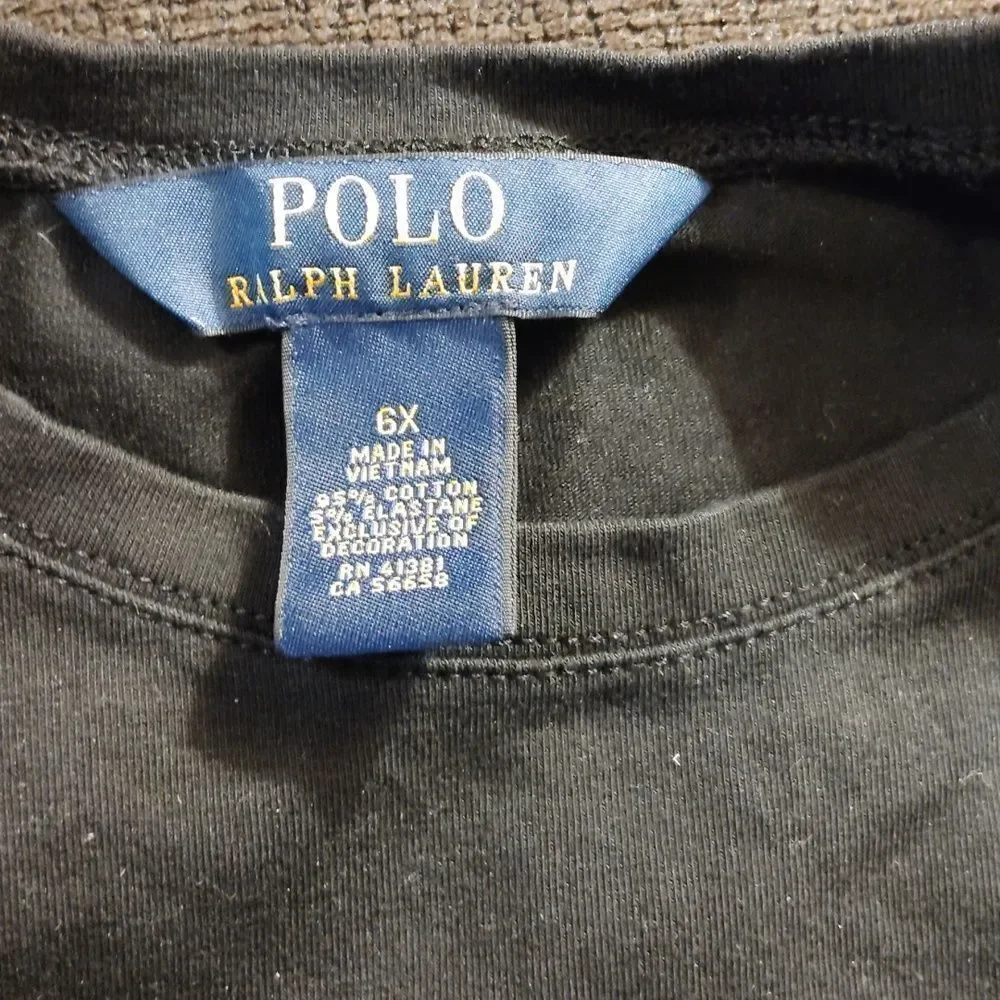 POLO
RALPH LAUREN
6X
MADE IN
VIETNAM
95% COTTON
5% ELASTANE
EXCLUSIVE OF
DECORATION
RN 41381
CA 56658